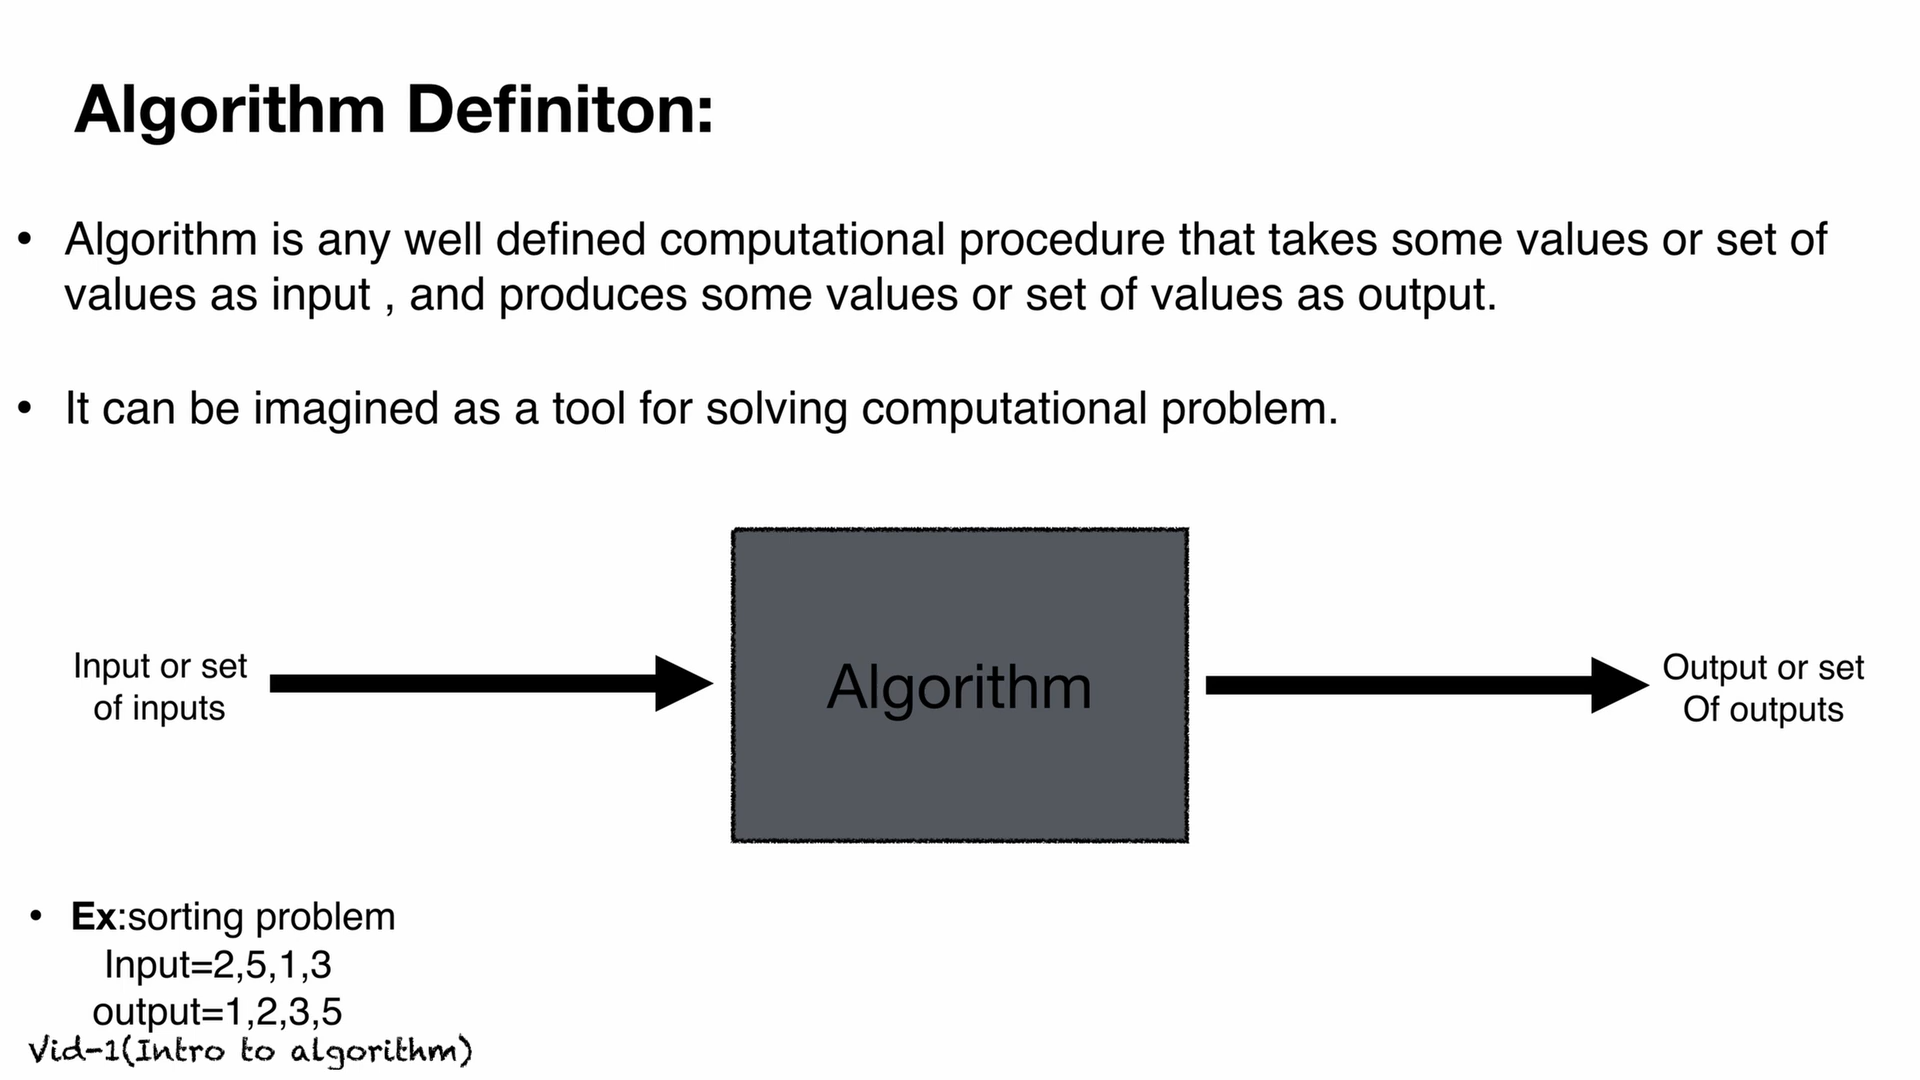 Algorithm Definiton:
• Algorithm is any well defined computational procedure that takes some values or set of
values as input , and produces some values or set of values as output.
• It can be imagined as a tool for solving computational problem.
Input or set
of inputs
Algorithm
Output or set
Of outputs
• Ex:sorting problem
Input=2,5,1,3
output=1,2,3,5
Vid-1(Intro to algorithm)